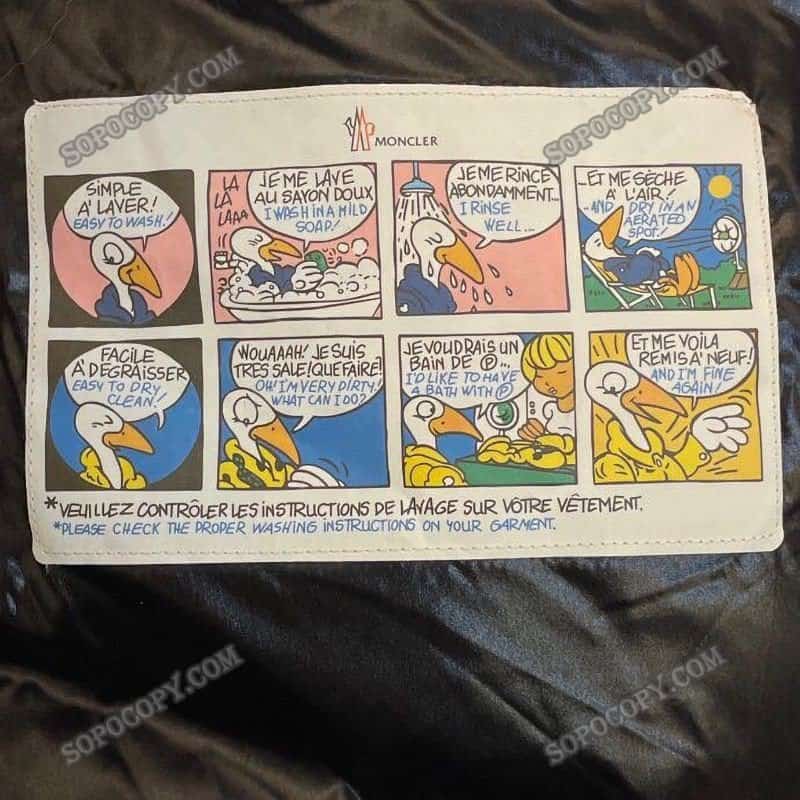 SOPOCOPY.COM
SOPOCOPY.COM
MONCLER
SIMPLE
A' LAVER!
EASY TO WASH!
LA
LA
LAAA
JE ME LAVE
AU SAVON DOUX
I WASH IN A MILD
SOAP!
JE ME RINCE
ABONDAMMENT...
I RINSE
WELL...
...ET ME SÈCHE
A' L'AIR!
...AND DRY IN AN
AERATED
SPOT!
FACILE
A' DEGRAISSER
EASY TO DRY
CLEAN!
WOUAAAH! JE SUIS
TRES SALE! QUE FAIRE?
OH! I'M VERY DIRTY!
WHAT CAN I DO?
JE VOUDRAIS UN
BAIN DE Ⓟ...
I'D LIKE TO HAVE
A BATH WITH Ⓟ
ET ME VOILA
REMIS A' NEUF!
AND I'M FINE
AGAIN!
*VEUILLEZ CONTRÔLER LES INSTRUCTIONS DE LAVAGE SUR VÔTRE VÊTEMENT.
*PLEASE CHECK THE PROPER WASHING INSTRUCTIONS ON YOUR GARMENT.
SOPOCOPY.COM
SOPOCOPY.COM